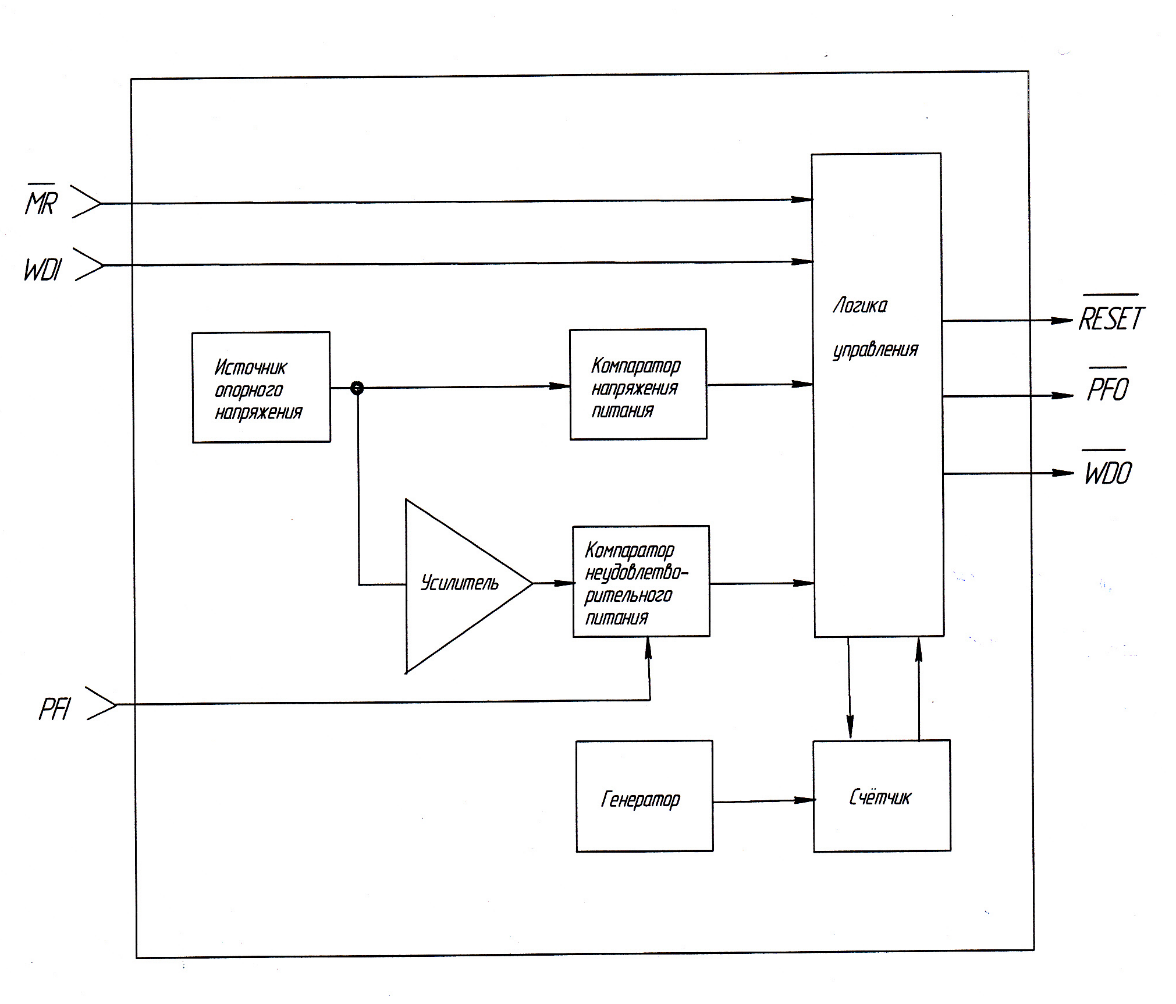 MR
WDI
Логика
управления
RESET
Источник
опорного
напряжения
Компаратор
напряжения
питания
PFO
WDO
Усилитель
Компаратор
неудовлетво-
рительного
питания
PFI
Генератор
Счётчик